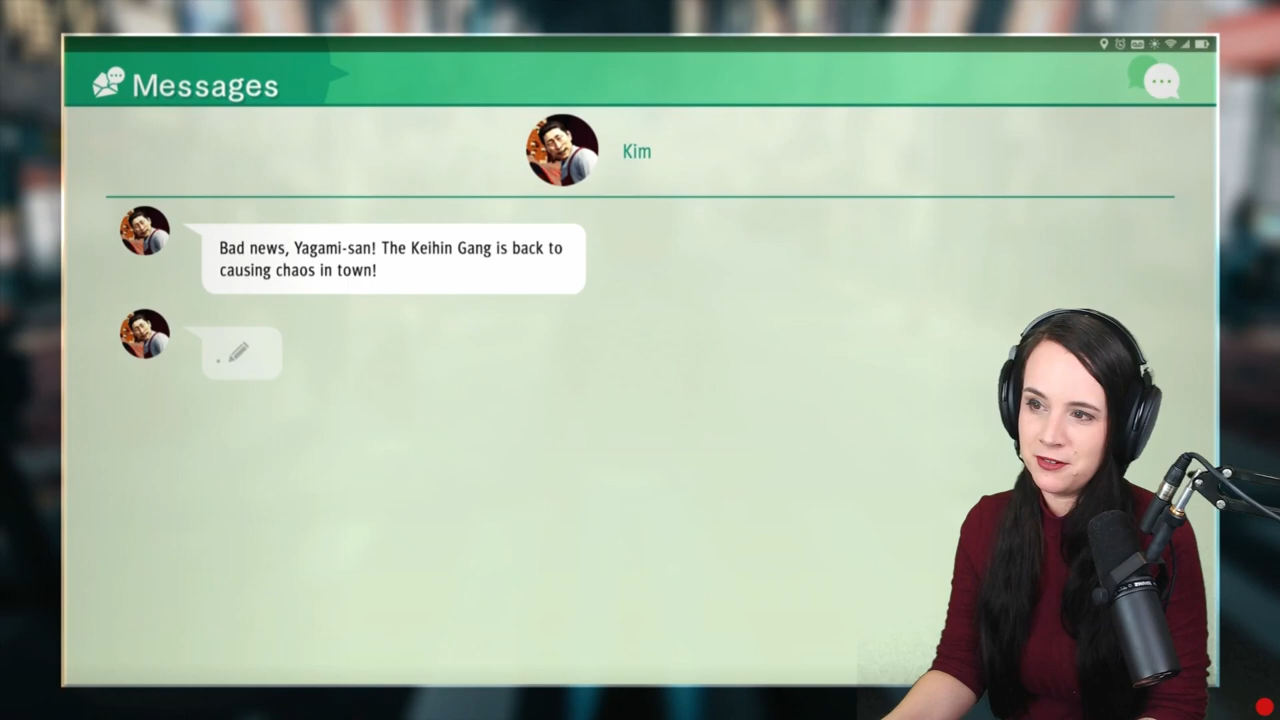 Messages
Kim
Bad news, Yagami-san! The Keihin Gang is back to
causing chaos in town!